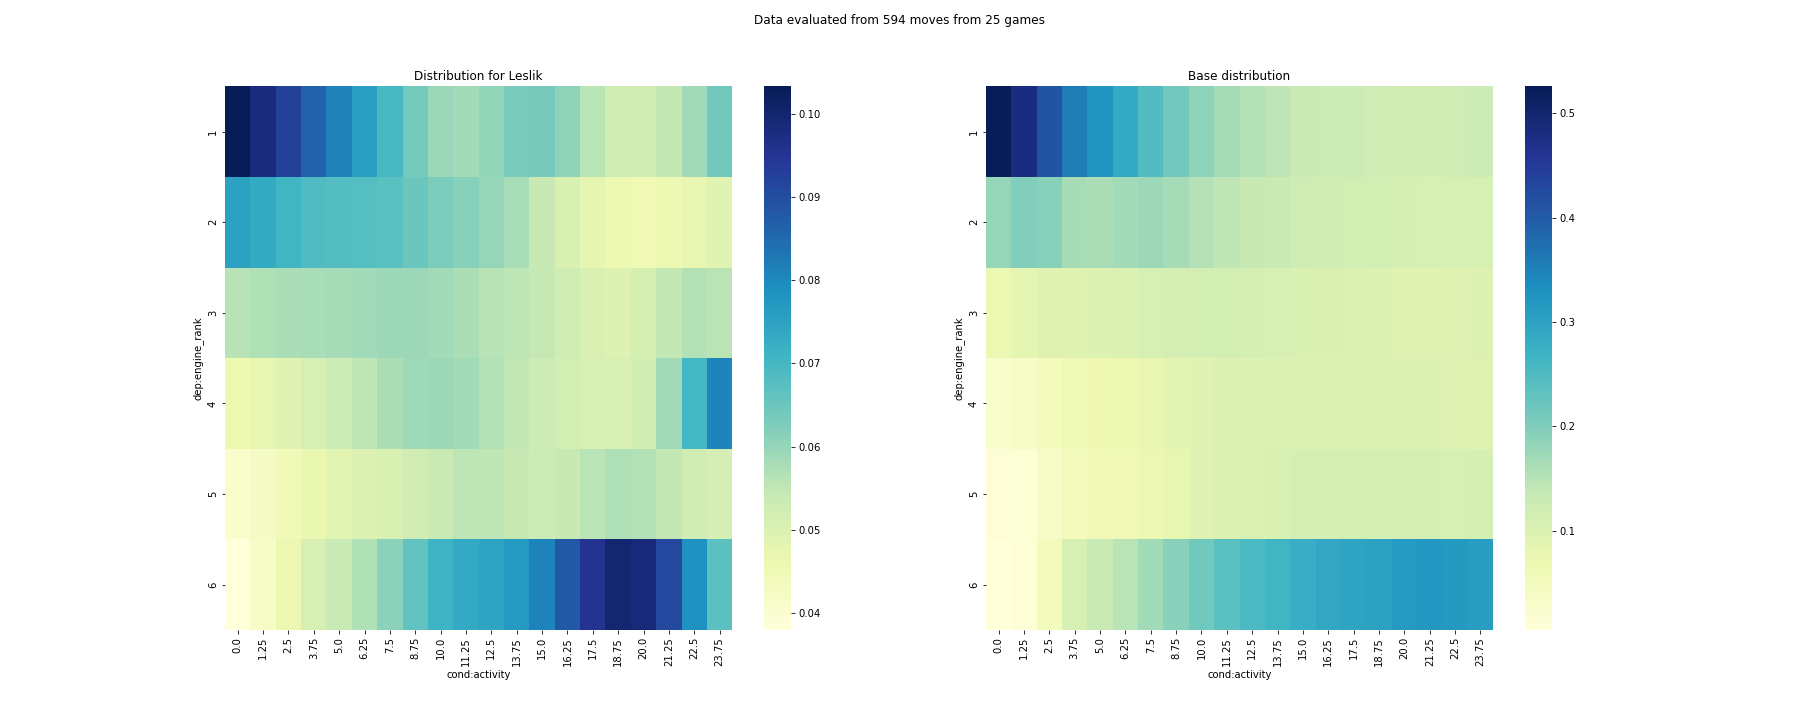 Data evaluated from 594 moves from 25 games
Distribution for Leslik
dep:engine_rank
1
2
3
4
5
6
0.0 1.25 2.5 3.75 5.0 6.25 7.5 8.75 10.0 11.25 12.5 13.75 15.0 16.25 17.5 18.75 20.0 21.25 22.5 23.75
cond:activity
0.10
0.09
0.08
0.07
0.06
0.05
0.04
Base distribution
dep:engine_rank
1
2
3
4
5
6
0.0 1.25 2.5 3.75 5.0 6.25 7.5 8.75 10.0 11.25 12.5 13.75 15.0 16.25 17.5 18.75 20.0 21.25 22.5 23.75
cond:activity
0.5
0.4
0.3
0.2
0.1